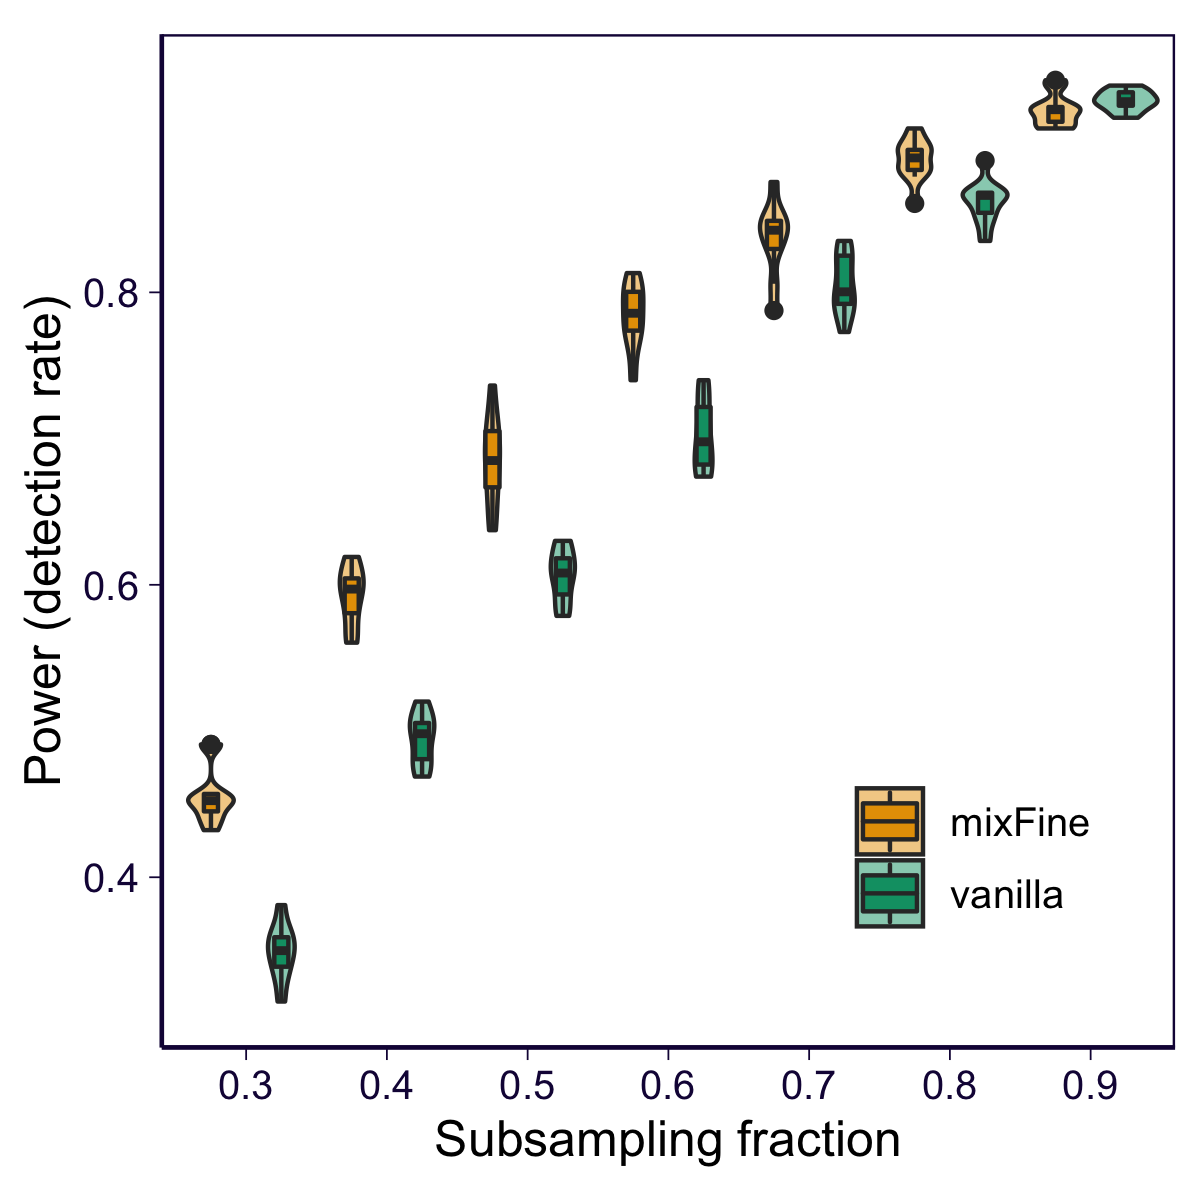 Power (detection rate)
0.8
0.6
0.4
mixFine
vanilla
0.3 0.4 0.5 0.6 0.7 0.8 0.9
Subsampling fraction